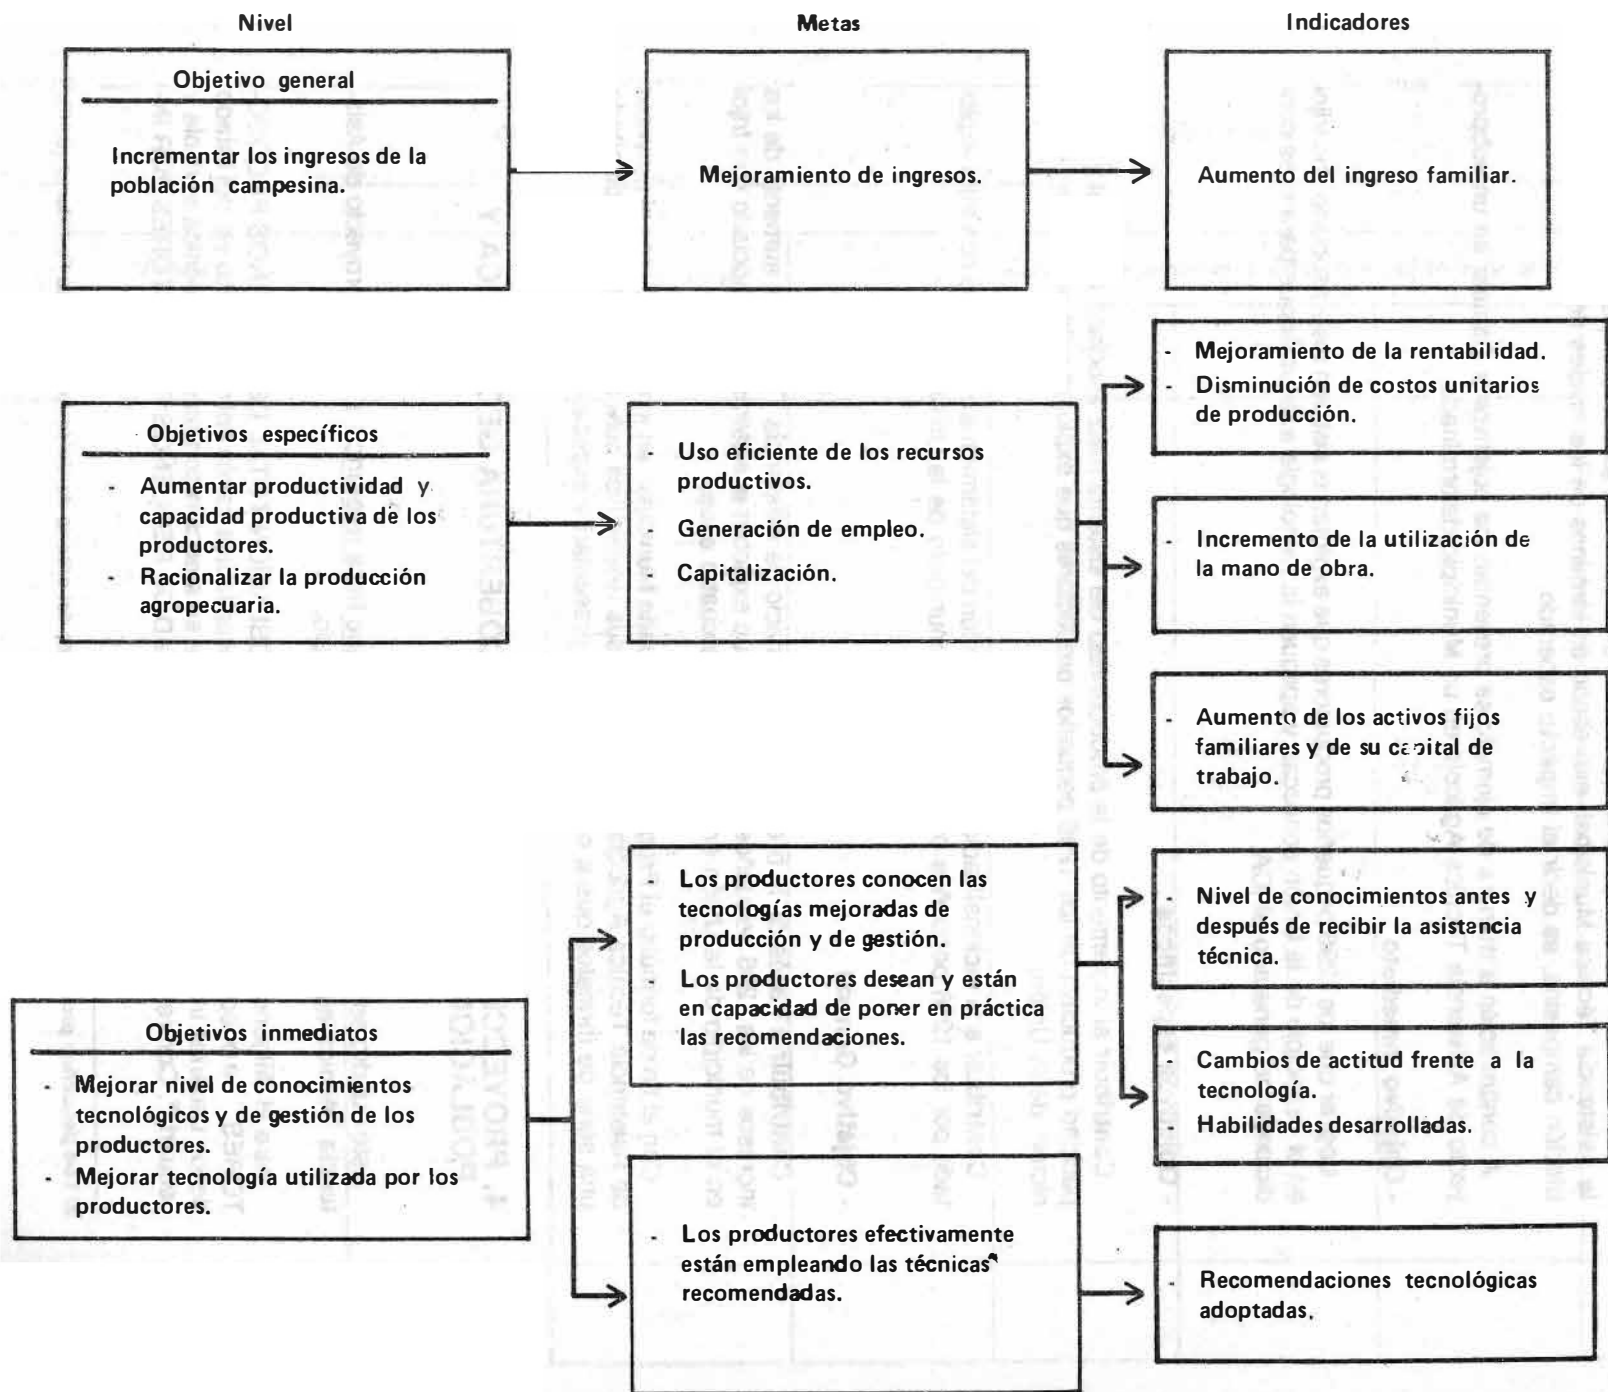 Nivel
Metas
Indicadores
Objetivo general
Incrementar los ingresos de la
población campesina.
Mejoramiento de ingresos.
Aumento del ingreso familiar.
Objetivos específicos
- Aumentar productividad y
capacidad productiva de los
productores.
- Racionalizar la producción
agropecuaria.
- Uso eficiente de los recursos
productivos.
- Generación de empleo.
- Capitalización.
- Mejoramiento de la rentabilidad.
- Disminución de costos unitarios
de producción.
- Incremento de la utilización de
la mano de obra.
- Aumento de los activos fijos
familiares y de su capital de
trabajo.
Objetivos inmediatos
- Mejorar nivel de conocimientos
tecnológicos y de gestión de los
productores.
- Mejorar tecnología utilizada por los
productores.
- Los productores conocen las
tecnologías mejoradas de
producción y de gestión.
- Los productores desean y están
en capacidad de poner en práctica
las recomendaciones.
- Nivel de conocimientos antes y
después de recibir la asistencia
técnica.
- Cambios de actitud frente a la
tecnología.
- Habilidades desarrolladas.
- Los productores efectivamente
están empleando las técnicas
recomendadas.
- Recomendaciones tecnológicas
adoptadas.